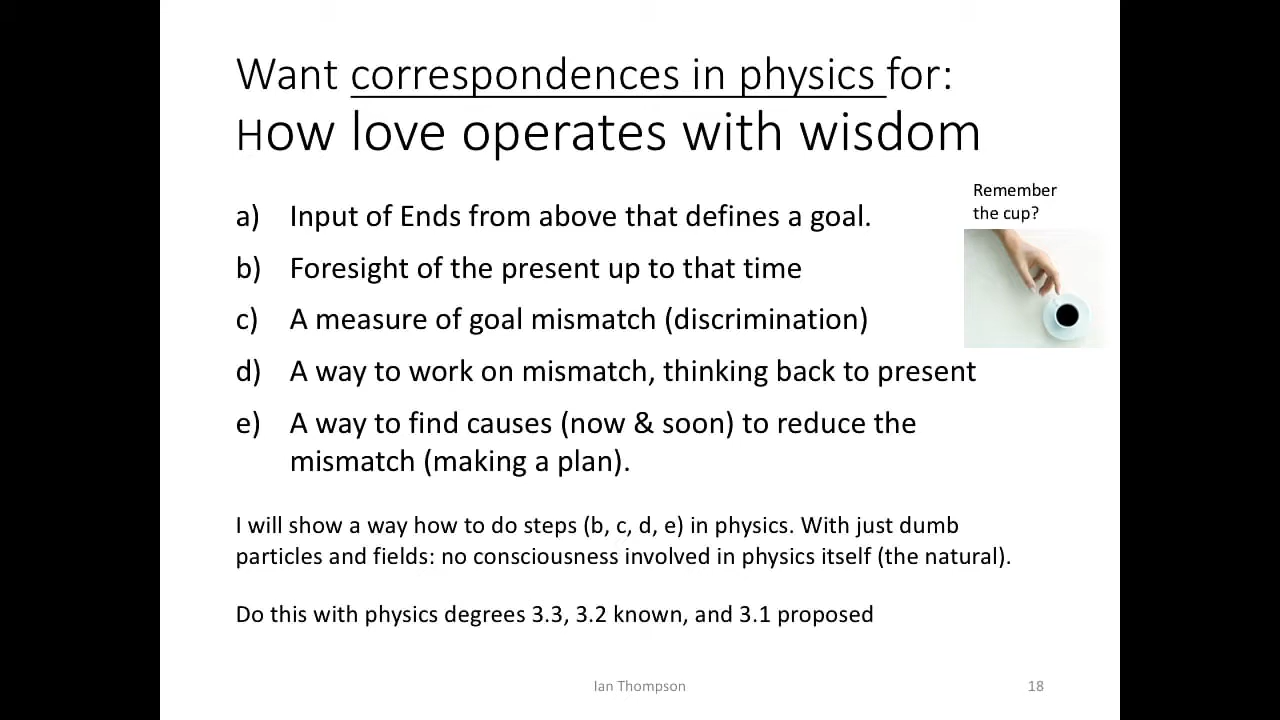 Want correspondences in physics for:
How love operates with wisdom
Remember
the cup?
a) Input of Ends from above that defines a goal.
b) Foresight of the present up to that time
c) A measure of goal mismatch (discrimination)
d) A way to work on mismatch, thinking back to present
e) A way to find causes (now & soon) to reduce the
mismatch (making a plan).
I will show a way how to do steps (b, c, d, e) in physics. With just dumb
particles and fields: no consciousness involved in physics itself (the natural).
Do this with physics degrees 3.3, 3.2 known, and 3.1 proposed
Ian Thompson
18